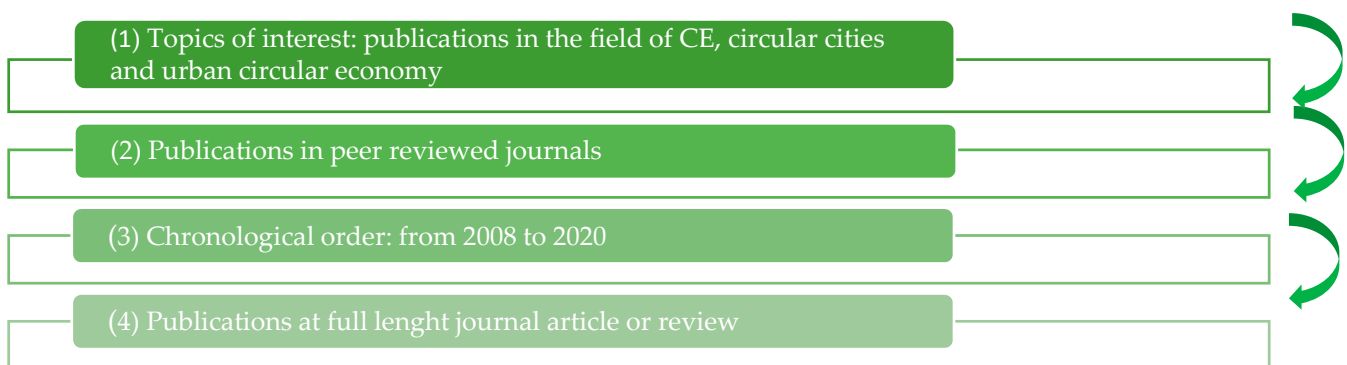 (1) Topics of interest: publications in the field of CE, circular cities
and urban circular economy
(2) Publications in peer reviewed journals
(3) Chronological order: from 2008 to 2020
(4) Publications at full lenght journal article or review